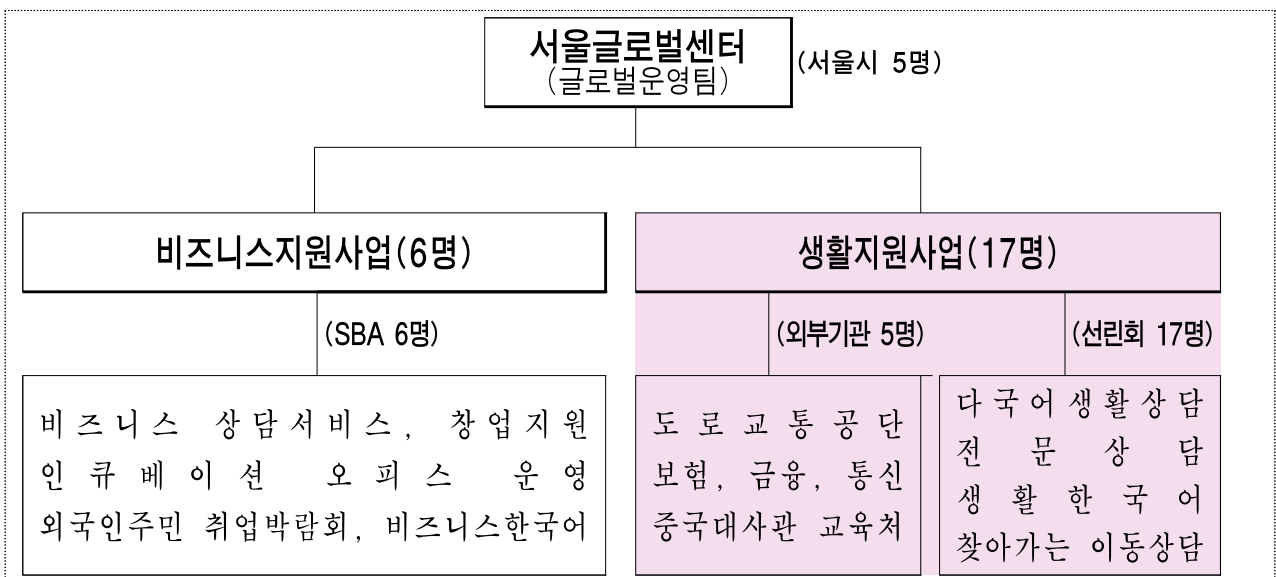 서울글로벌센터
(글로벌운영팀)
(서울시 5명)
비즈니스지원사업(6명)
생활지원사업(17명)
(SBA 6명)
(외부기관 5명)
(선린회 17명)
비즈니스 상담서비스, 창업지원
인큐베이션 오피스 운영
외국인주민 취업박람회, 비즈니스한국어
도로교통공단
보험, 금융, 통신
중국대사관 교육처
다국어생활상담
전문상담
생활한국어
찾아가는 이동상담